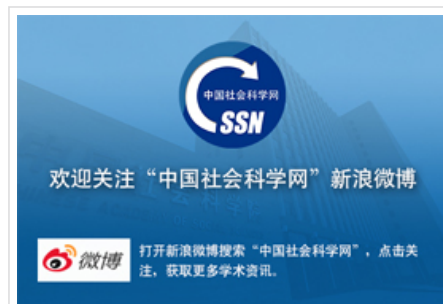 中国社会科学网
SSN
欢迎关注“中国社会科学网”新浪微博
微博
打开新浪微博搜索“中国社会科学网”，点击关
注，获取更多学术资讯。